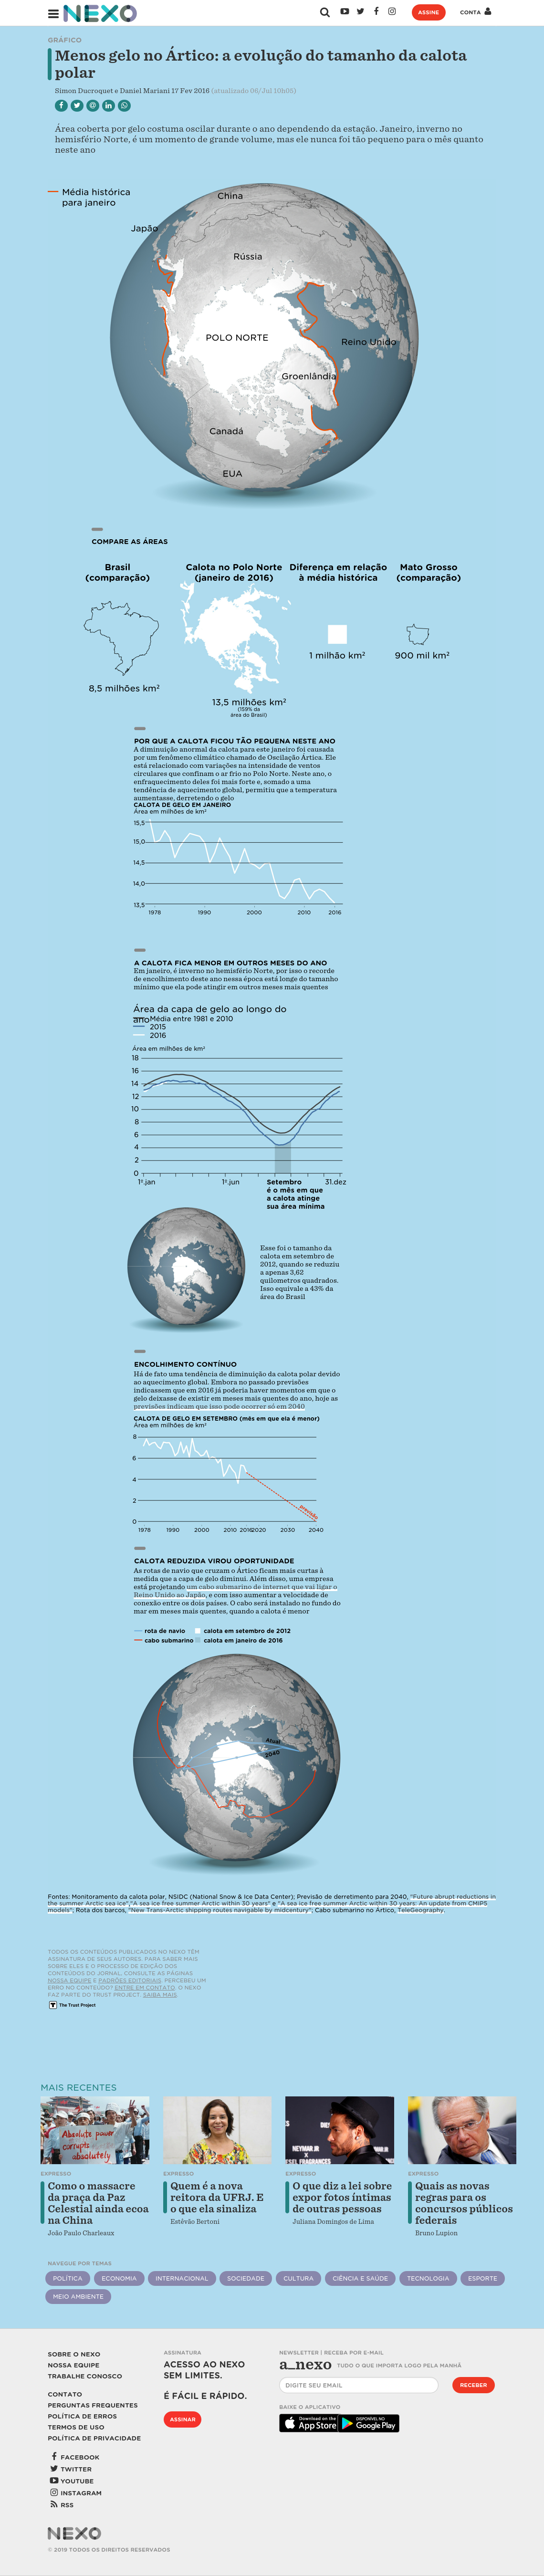 NEXO
ASSINE
CONTA
GRÁFICO
Menos gelo no Ártico: a evolução do tamanho da calota
polar
Simon Ducroquet e Daniel Mariani 17 Fev 2016 (atualizado 06/Jul 10h05)
Área coberta por gelo costuma oscilar durante o ano dependendo da estação. Janeiro, inverno no
hemisfério Norte, é um momento de grande volume, mas ele nunca foi tão pequeno para o mês quanto
neste ano
Média histórica
para janeiro
China
Japão
Rússia
POLO NORTE
Reino Unido
Groenlândia
Canadá
EUA
COMPARE AS ÁREAS
Brasil
(comparação)
Calota no Polo Norte
(janeiro de 2016)
Diferença em relação
à média histórica
Mato Grosso
(comparação)
8,5 milhões km²
13,5 milhões km²
(159% da
área do Brasil)
1 milhão km²
900 mil km²
POR QUE A CALOTA FICOU TÃO PEQUENA NESTE ANO
A diminuição anormal da calota para este janeiro foi causada
por um fenômeno climático chamado de Oscilação Ártica. Ele
está relacionado com variações na intensidade de ventos
circulares que confinam o ar frio no Polo Norte. Neste ano, o
enfraquecimento deles foi mais forte e, somado a uma
tendência de aquecimento global, permitiu que a temperatura
aumentasse, derretendo o gelo
CALOTA DE GELO EM JANEIRO
Área em milhões de km²
15,5
15,0
14,5
14,0
13,5
1978 1990 2000 2010 2016
A CALOTA FICA MENOR EM OUTROS MESES DO ANO
Em janeiro, é inverno no hemisfério Norte, por isso o recorde
de encolhimento deste ano nessa época está longe do tamanho
mínimo que ela pode atingir em outros meses mais quentes
Área da capa de gelo ao longo do
ano
Média entre 1981 e 2010
2015
2016
Área em milhões de km²
18
16
14
12
10
8
6
4
2
0
1º.jan 1º.jun 31.dez
Setembro
é o mês em que
a calota atinge
sua área mínima
Esse foi o tamanho da
calota em setembro de
2012, quando se reduziu
a apenas 3,62
quilometros quadrados.
Isso equivale a 43% da
área do Brasil
ENCOLHIMENTO CONTÍNUO
Há de fato uma tendência de diminuição da calota polar devido
ao aquecimento global. Embora no passado previsões
indicassem que em 2016 já poderia haver momentos em que o
gelo deixasse de existir em meses mais quentes do ano, hoje as
previsões indicam que isso pode ocorrer só em 2040
CALOTA DE GELO EM SETEMBRO (mês em que ela é menor)
Área em milhões de km²
8
6
4
2
0
previsão
1978 1990 2000 2010 2016 2020 2030 2040
CALOTA REDUZIDA VIROU OPORTUNIDADE
As rotas de navio que cruzam o Ártico ficam mais curtas à
medida que a capa de gelo diminui. Além disso, uma empresa
está projetando um cabo submarino de internet que vai ligar o
Reino Unido ao Japão, e com isso aumentar a velocidade de
conexão entre os dois países. O cabo será instalado no fundo do
mar em meses mais quentes, quando a calota é menor
rota de navio
calota em setembro de 2012
cabo submarino
calota em janeiro de 2016
Atual
2040
Fontes: Monitoramento da calota polar, NSIDC (National Snow & Ice Data Center); Previsão de derretimento para 2040, "Future abrupt reductions in
the summer Arctic sea ice","A sea ice free summer Arctic within 30 years" e "A sea ice free summer Arctic within 30 years: An update from CMIP5
models"; Rota dos barcos, "New Trans-Arctic shipping routes navigable by midcentury"; Cabo submarino no Ártico, TeleGeography.
TODOS OS CONTEÚDOS PUBLICADOS NO NEXO TÊM
ASSINATURA DE SEUS AUTORES. PARA SABER MAIS
SOBRE ELES E O PROCESSO DE EDIÇÃO DOS
CONTEÚDOS DO JORNAL, CONSULTE AS PÁGINAS
NOSSA EQUIPE E PADRÕES EDITORIAIS. PERCEBEU UM
ERRO NO CONTEÚDO? ENTRE EM CONTATO. O NEXO
FAZ PARTE DO TRUST PROJECT. SAIBA MAIS.
T The Trust Project
MAIS RECENTES
Absolute power
corrupts
absolutely
NEYMAR JR
DIESEL FRAGRANCES
EXPRESSO
Como o massacre
da praça da Paz
Celestial ainda ecoa
na China
João Paulo Charleaux
EXPRESSO
Quem é a nova
reitora da UFRJ. E
o que ela sinaliza
Estêvão Bertoni
EXPRESSO
O que diz a lei sobre
expor fotos íntimas
de outras pessoas
Juliana Domingos de Lima
EXPRESSO
Quais as novas
regras para os
concursos públicos
federais
Bruno Lupion
NAVEGUE POR TEMAS
POLÍTICA
ECONOMIA
INTERNACIONAL
SOCIEDADE
CULTURA
CIÊNCIA E SAÚDE
TECNOLOGIA
ESPORTE
MEIO AMBIENTE
SOBRE O NEXO
NOSSA EQUIPE
TRABALHE CONOSCO
CONTATO
PERGUNTAS FREQUENTES
POLÍTICA DE ERROS
TERMOS DE USO
POLÍTICA DE PRIVACIDADE
FACEBOOK
TWITTER
YOUTUBE
INSTAGRAM
RSS
ASSINATURA
ACESSO AO NEXO
SEM LIMITES.
É FÁCIL E RÁPIDO.
ASSINAR
NEWSLETTER | RECEBA POR E-MAIL
a_nexo TUDO O QUE IMPORTA LOGO PELA MANHÃ
DIGITE SEU EMAIL
RECEBER
BAIXE O APLICATIVO
Download on the
App Store
DISPONÍVEL NO
Google Play
NEXO
© 2019 TODOS OS DIREITOS RESERVADOS